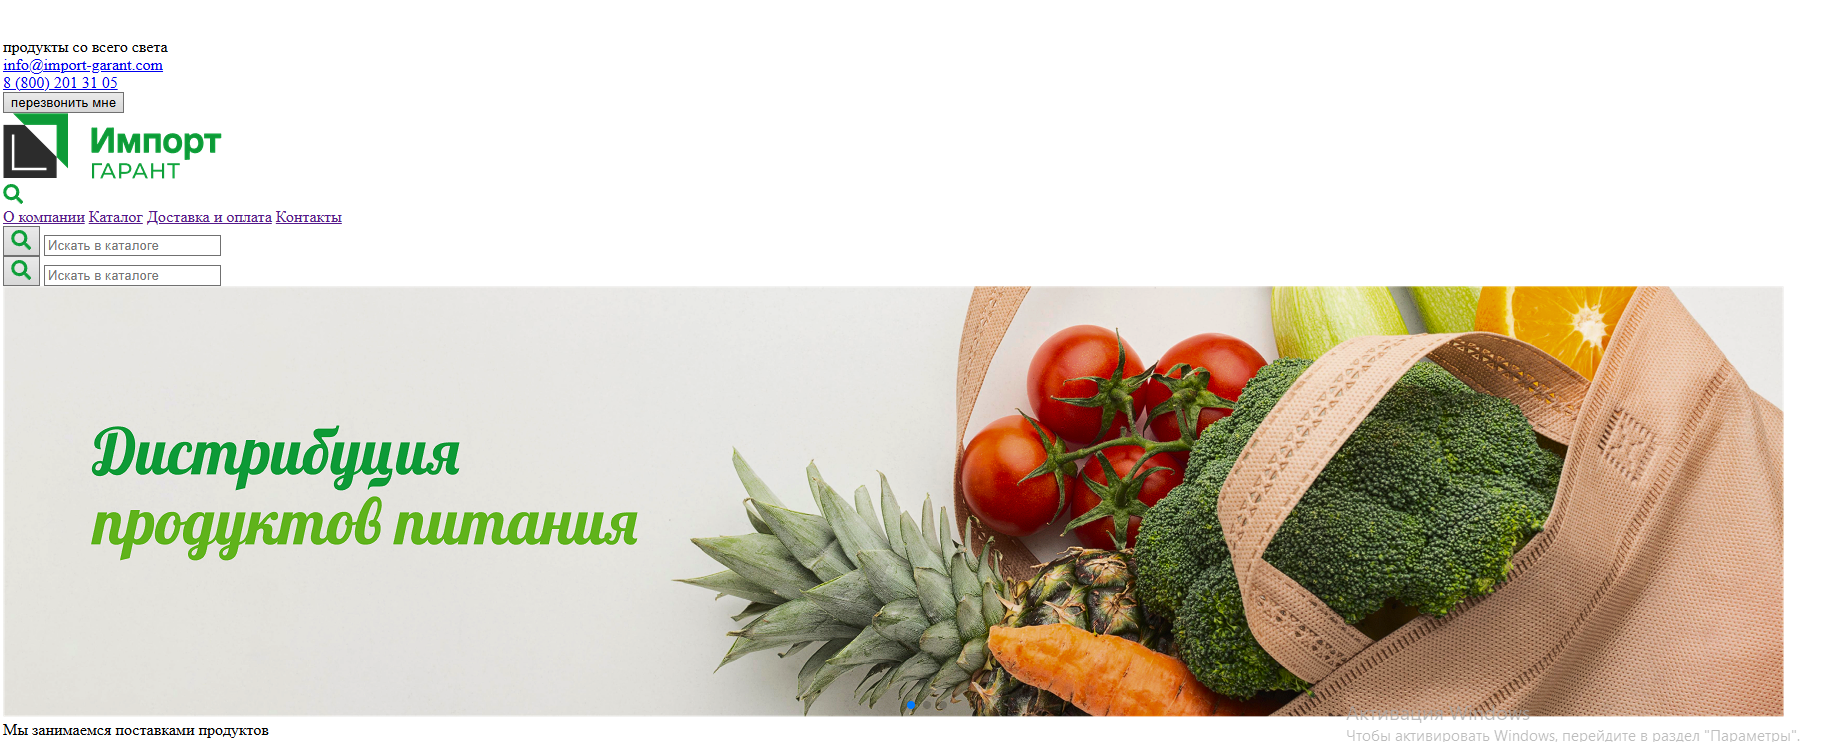 продукты со всего света
info@import-garant.com
8 (800) 201 31 05
перезвонить мне
Импорт
ГАРАНТ
О компании Каталог Доставка и оплата Контакты
Искать в каталоге
Искать в каталоге
Дистрибуция
продуктов питания
Мы занимаемся поставками продуктов
Активация Windows
Чтобы активировать Windows, перейдите в раздел "Параметры".